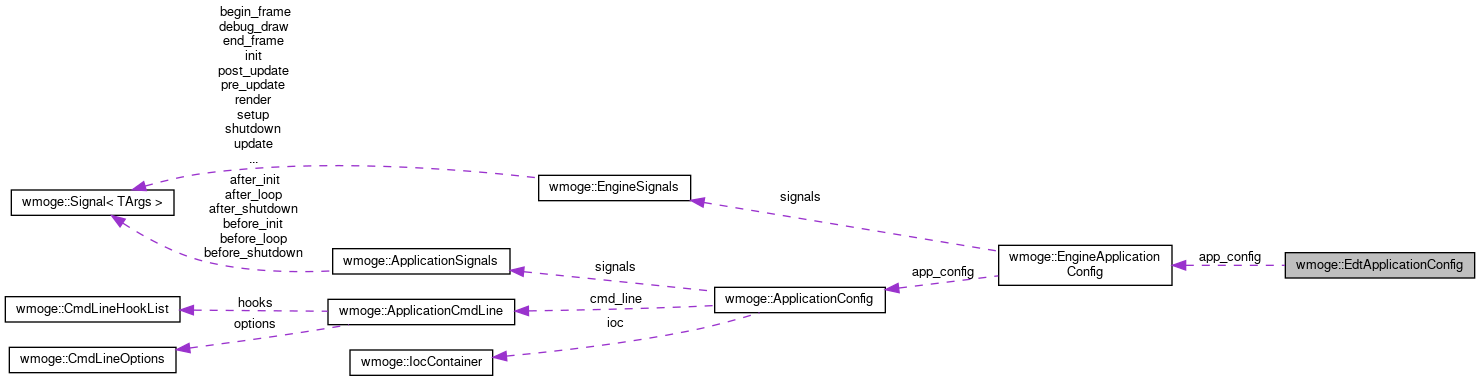 begin_frame
debug_draw
end_frame
init
post_update
pre_update
render
setup
shutdown
update
...
after_init
after_loop
after_shutdown
before_init
before_loop
before_shutdown
wmoge::Signal< TArgs >
wmoge::EngineSignals
signals
wmoge::ApplicationSignals
signals
wmoge::EngineApplication
Config
app_config
wmoge::EdtApplicationConfig
app_config
wmoge::CmdLineHookList
hooks
wmoge::ApplicationCmdLine
cmd_line
wmoge::ApplicationConfig
options
ioc
wmoge::CmdLineOptions
wmoge::IocContainer